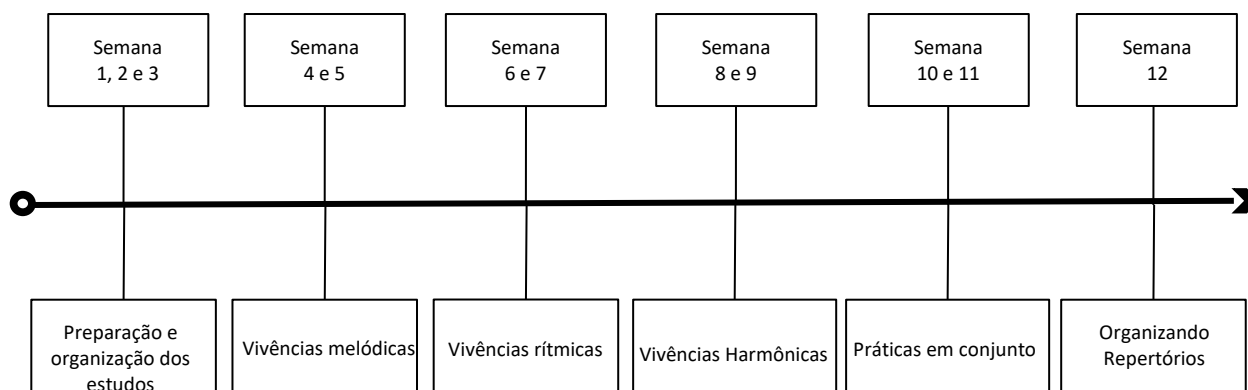 Semana
1, 2 e 3
Semana
4 e 5
Semana
6 e 7
Semana
8 e 9
Semana
10 e 11
Semana
12
Preparação e
organização dos
estudos
Vivências melódicas
Vivências rítmicas
Vivências Harmônicas
Práticas em conjunto
Organizando
Repertórios